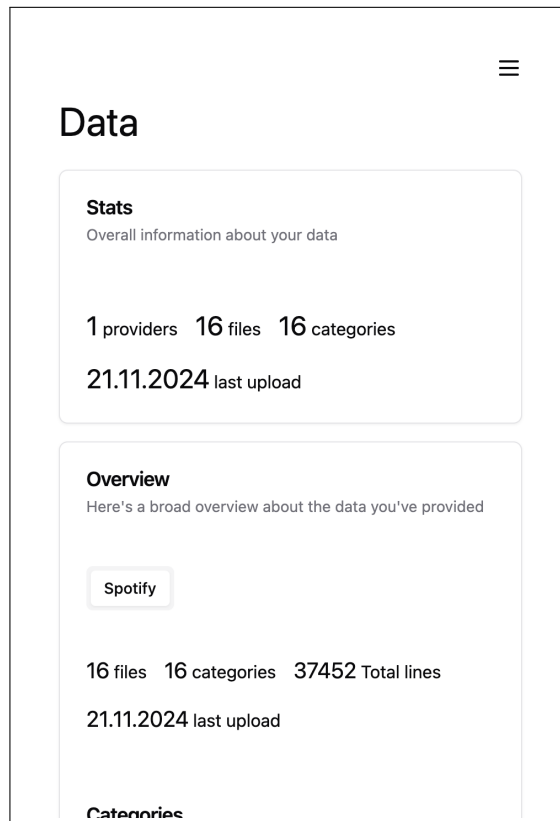 Data
Stats
Overall information about your data
1 providers 16 files 16 categories
21.11.2024 last upload
Overview
Here's a broad overview about the data you've provided
Spotify
16 files 16 categories 37452 Total lines
21.11.2024 last upload
Categories